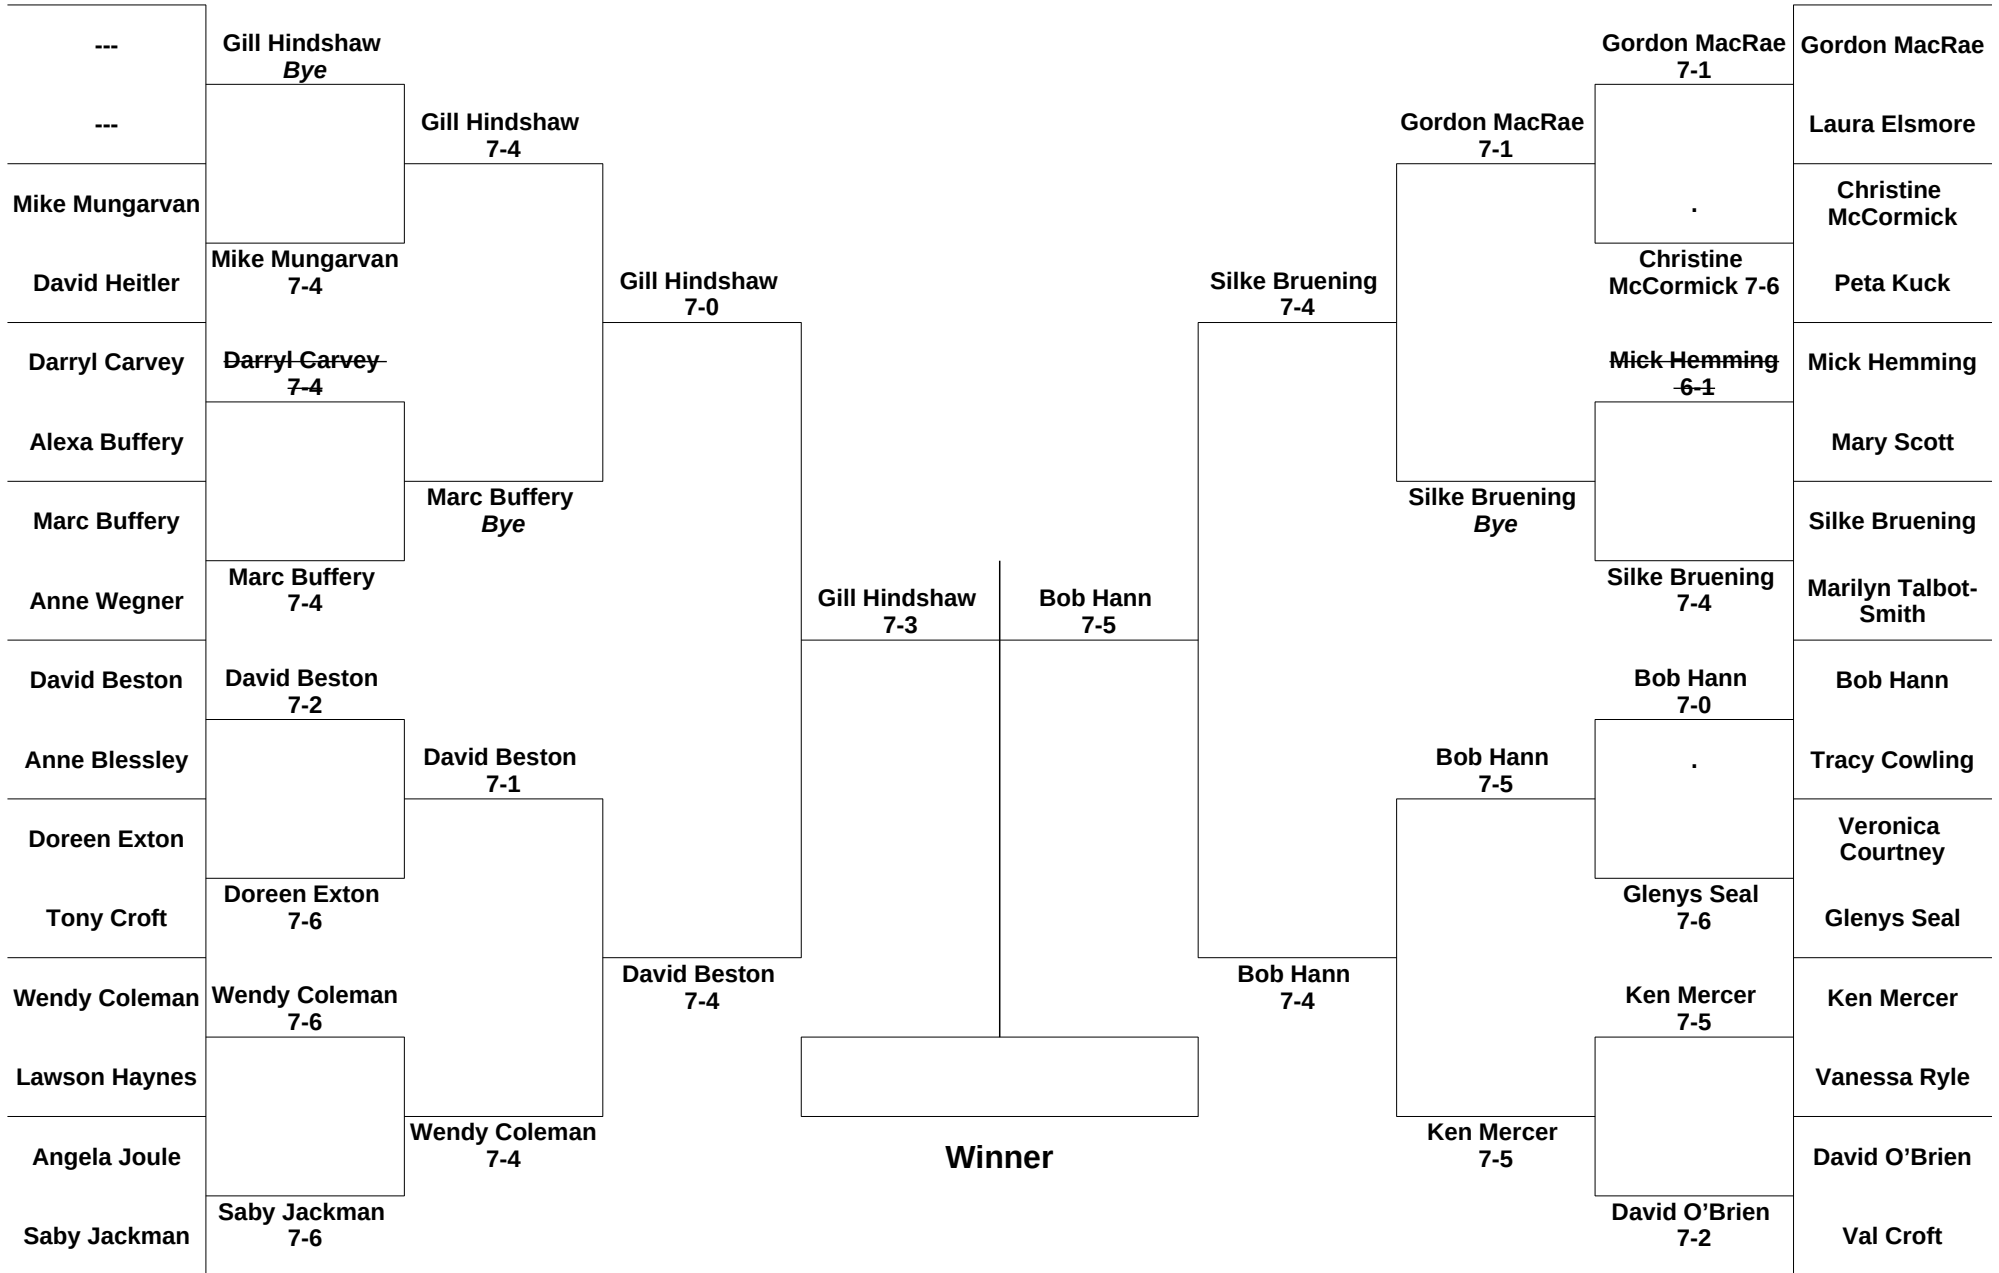 ---
---
Mike Mungarvan
David Heitler
Darryl Carvey
Alexa Buffery
Marc Buffery
Anne Wegner
David Beston
Anne Blessley
Doreen Exton
Tony Croft
Wendy Coleman
Lawson Haynes
Angela Joule
Saby Jackman
Gill Hindshaw
Bye
Mike Mungarvan
7-4
Darryl Carvey
7-4
Marc Buffery
7-4
David Beston
7-2
Doreen Exton
7-6
Wendy Coleman
7-6
Saby Jackman
7-6
Gill Hindshaw
7-4
Marc Buffery
Bye
David Beston
7-1
Wendy Coleman
7-4
Gill Hindshaw
7-0
David Beston
7-4
Gill Hindshaw
7-3
Bob Hann
7-5
Winner
Silke Bruening
7-4
Bob Hann
7-4
Gordon MacRae
7-1
Silke Bruening
Bye
Bob Hann
7-5
Ken Mercer
7-5
Gordon MacRae
7-1
.
Christine
McCormick 7-6
Mick Hemming
6-1
Silke Bruening
7-4
Bob Hann
7-0
.
Glenys Seal
7-6
Ken Mercer
7-5
David O’Brien
7-2
Gordon MacRae
Laura Elsmore
Christine
McCormick
Peta Kuck
Mick Hemming
Mary Scott
Silke Bruening
Marilyn Talbot-
Smith
Bob Hann
Tracy Cowling
Veronica
Courtney
Glenys Seal
Ken Mercer
Vanessa Ryle
David O’Brien
Val Croft